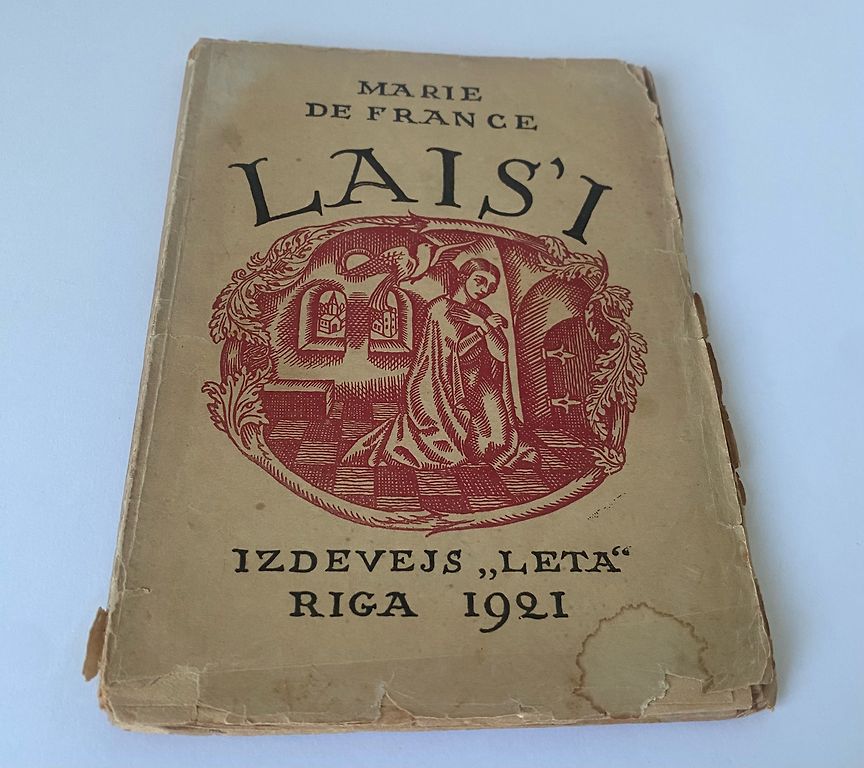 MARIE
DE FRANCE
LAIS'I
IZDEVEJS „LETA“
RIGA 1921